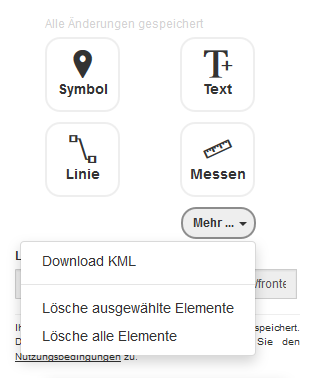 Alle Änderungen gespeichert
Symbol
Text
Linie
Messen
Mehr ...
Download KML
/fronte
Lösche ausgewählte Elemente
Lösche alle Elemente
speichert.
Sie den
Nutzungsbedingungen zu.